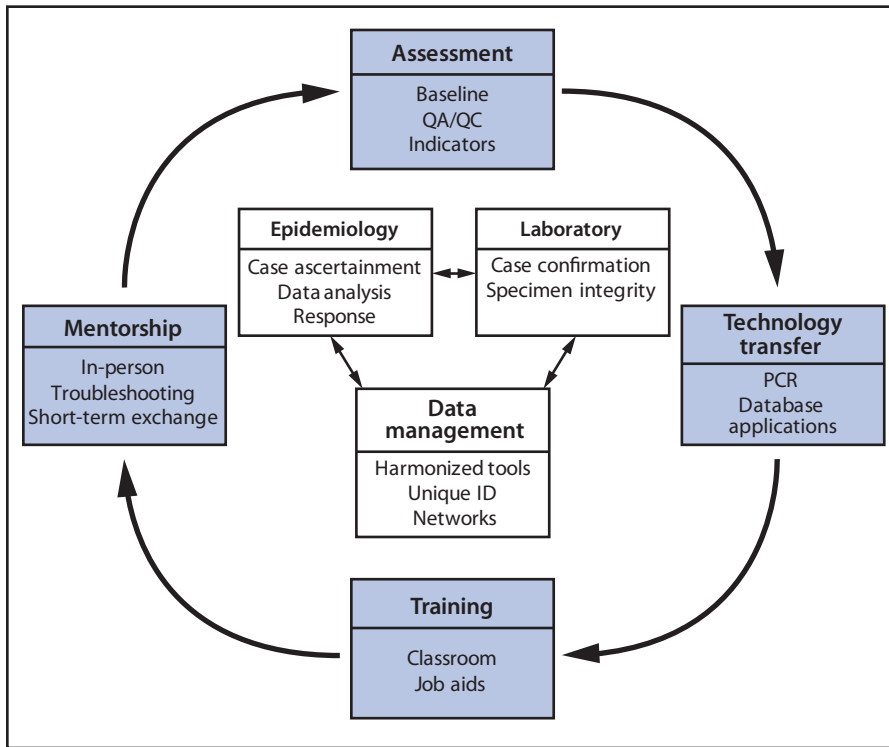 Assessment
Baseline
QA/QC
Indicators
Epidemiology
Case ascertainment
Data analysis
Response
Laboratory
Case confirmation
Specimen integrity
Mentorship
In-person
Troubleshooting
Short-term exchange
Technology
transfer
PCR
Database
applications
Data
management
Harmonized tools
Unique ID
Networks
Training
Classroom
Job aids